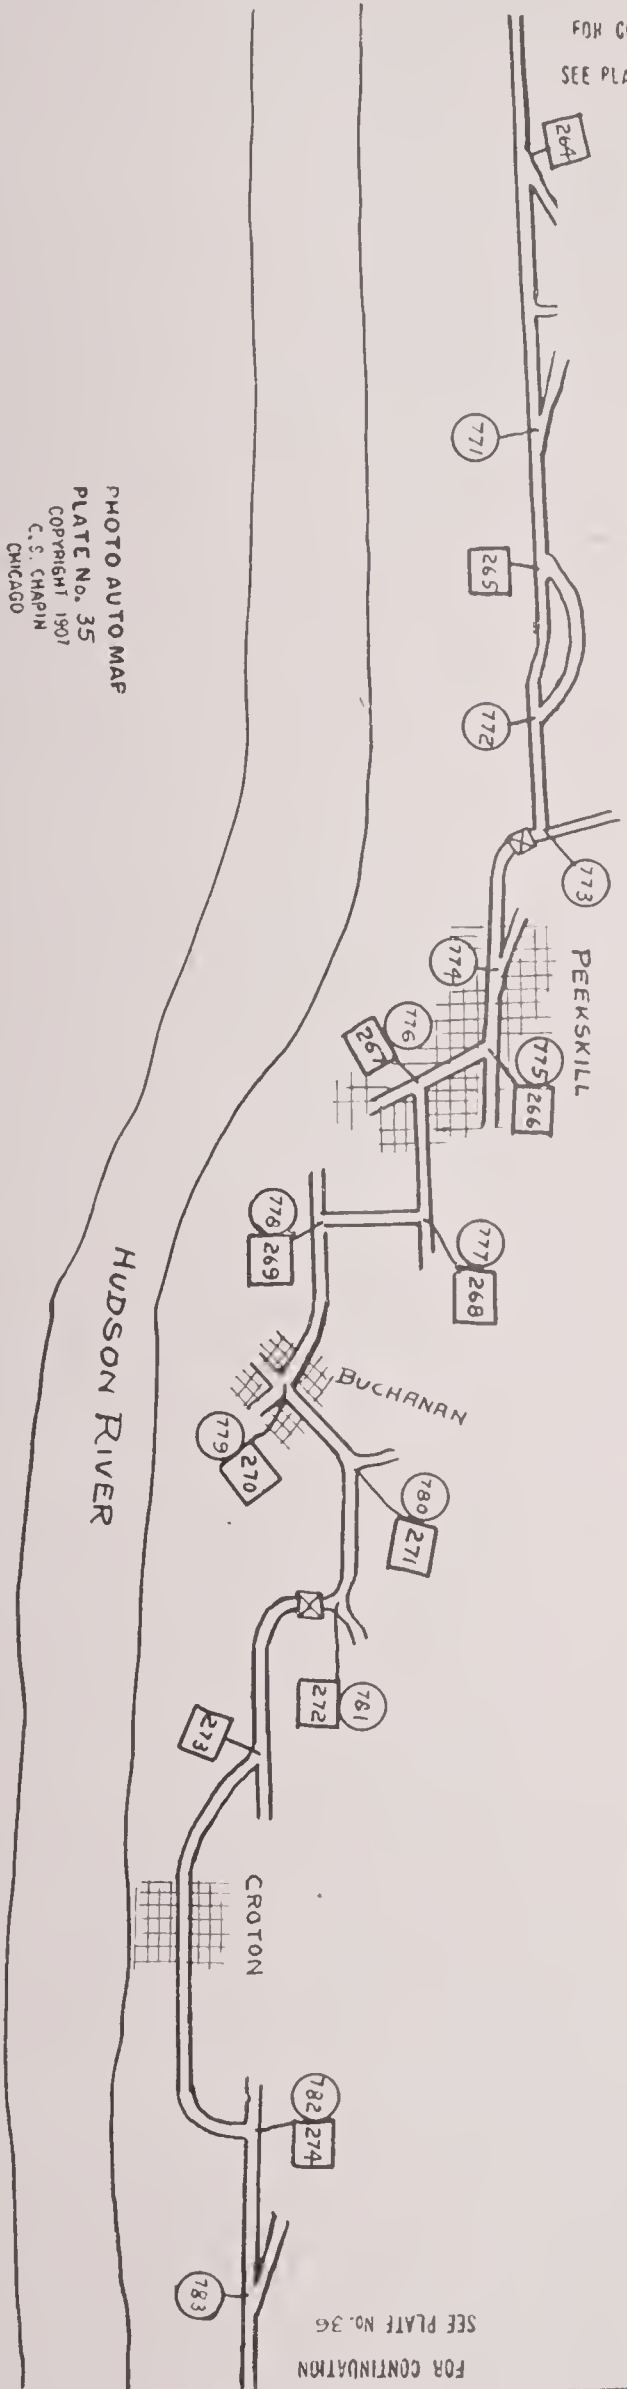 FOR
SEE
264
771
265
772
773
PEEKSKILL
774
775
266
776
267
777
268
778
269
BUCHANAN
779
270
780
271
781
272
273
CROTON
782
274
783
HUDSON RIVER
PHOTO AUTO MAP
PLATE No. 35
COPYRIGHT 1907
C. S. CHAPIN
CHICAGO
FOR CONTINUATION
SEE PLATE No. 36